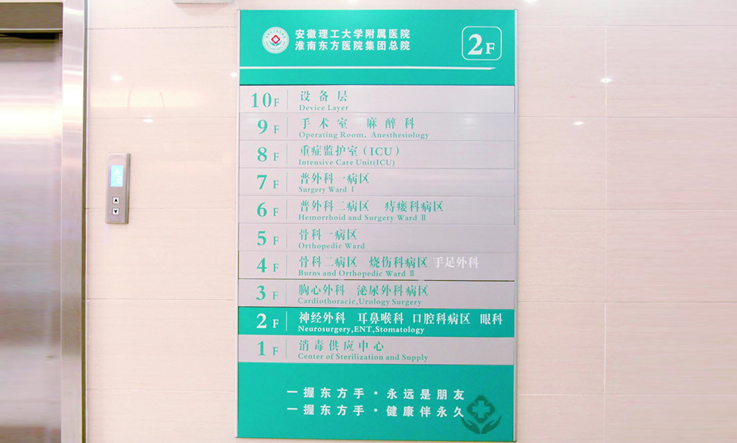 安徽理工大学附属医院
淮南东方医院集团总院
2F
10F 设备层
Device Layer
9F 手术室 麻醉科
Operating Room、Anesthesiology
8F 重症监护室（ICU）
Intensive Care Unit(ICU)
7F 普外科一病区
Surgery Ward Ⅰ
6F 普外科二病区 痔瘘科病区
Hemorrhoid and Surgery Ward Ⅱ
5F 骨科一病区
Orthopedic Ward
4F 骨科二病区 烧伤科病区 手足外科
Burns and Orthopedic Ward Ⅱ
3F 胸心外科 泌尿外科病区
Cardiothoracic,Urology Surgery
2F 神经外科 耳鼻喉科 口腔科病区 眼科
Neurosurgery,ENT,Stomatology
1F 消毒供应中心
Center of Sterilization and Supply
一握东方手·永远是朋友
一握东方手·健康伴永久